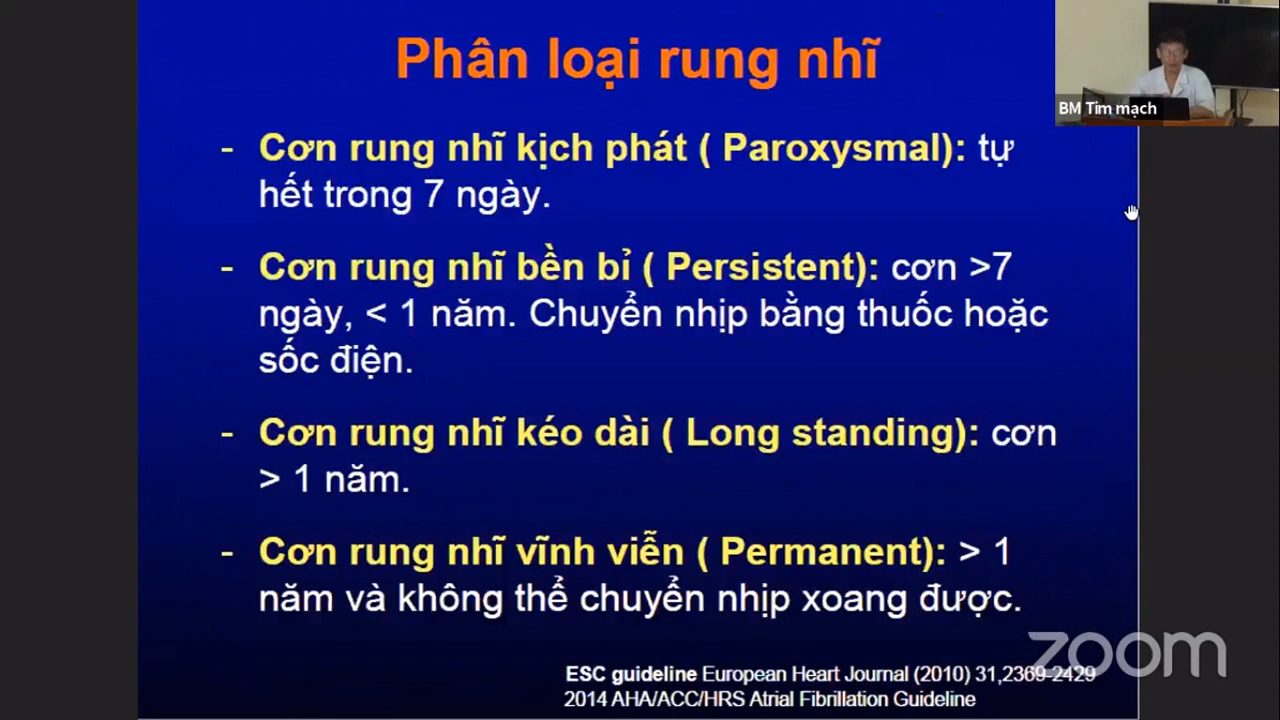 Phân loại rung nhĩ
BM Tim mạch
- Cơn rung nhĩ kịch phát ( Paroxysmal): tự
hết trong 7 ngày.
- Cơn rung nhĩ bền bỉ ( Persistent): cơn >7
ngày, < 1 năm. Chuyển nhịp bằng thuốc hoặc
sốc điện.
- Cơn rung nhĩ kéo dài ( Long standing): cơn
> 1 năm.
- Cơn rung nhĩ vĩnh viễn ( Permanent): > 1
năm và không thể chuyển nhịp xoang được.
zoom
ESC guideline European Heart Journal (2010) 31,2369-2429
2014 AHA/ACC/HRS Atrial Fibrillation Guideline